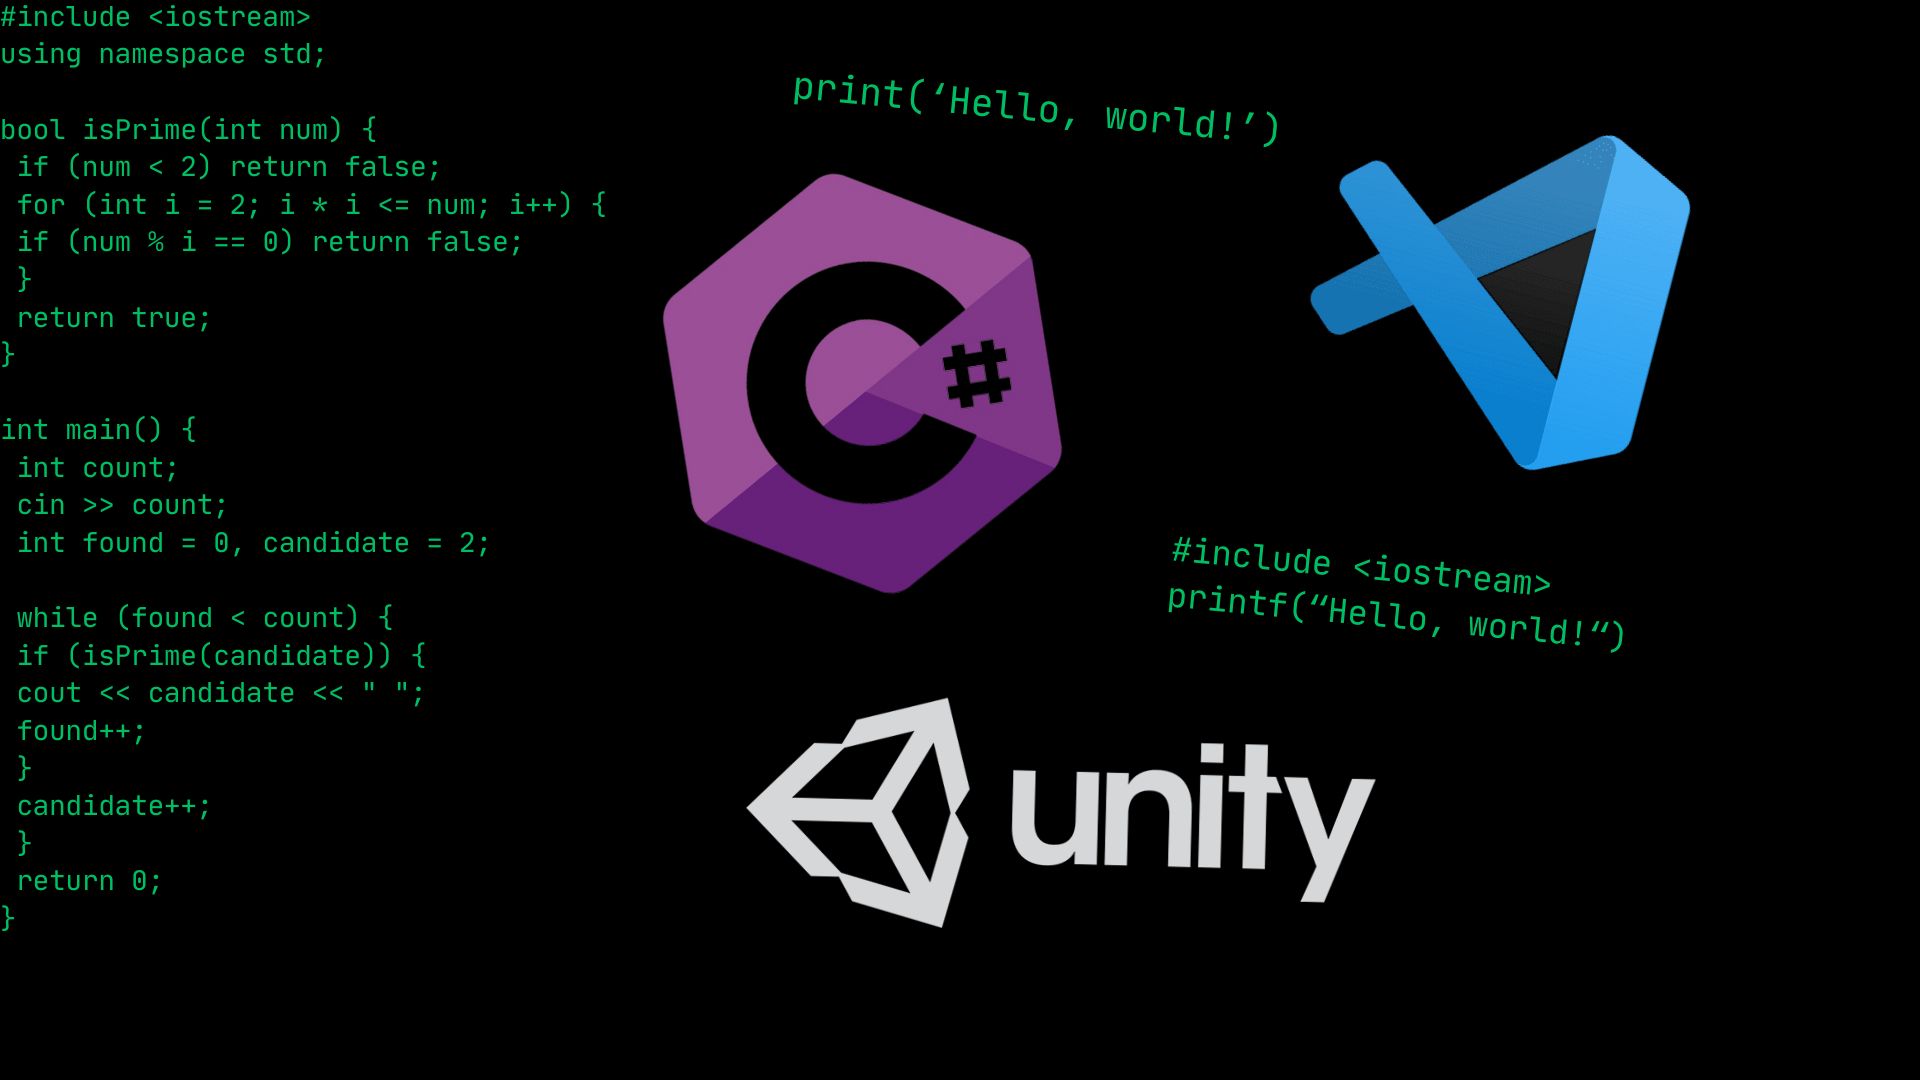 #include <iostream>
using namespace std;
bool isPrime(int num) {
if (num < 2) return false;
for (int i = 2; i * i <= num; i++) {
if (num % i == 0) return false;
}
return true;
}
int main() {
int count;
cin >> count;
int found = 0, candidate = 2;
while (found < count) {
if (isPrime(candidate)) {
cout << candidate << " ";
found++;
}
candidate++;
}
return 0;
}
print(‘Hello, world!’)
C#
#include <iostream>
printf(“Hello, world!“)
unity